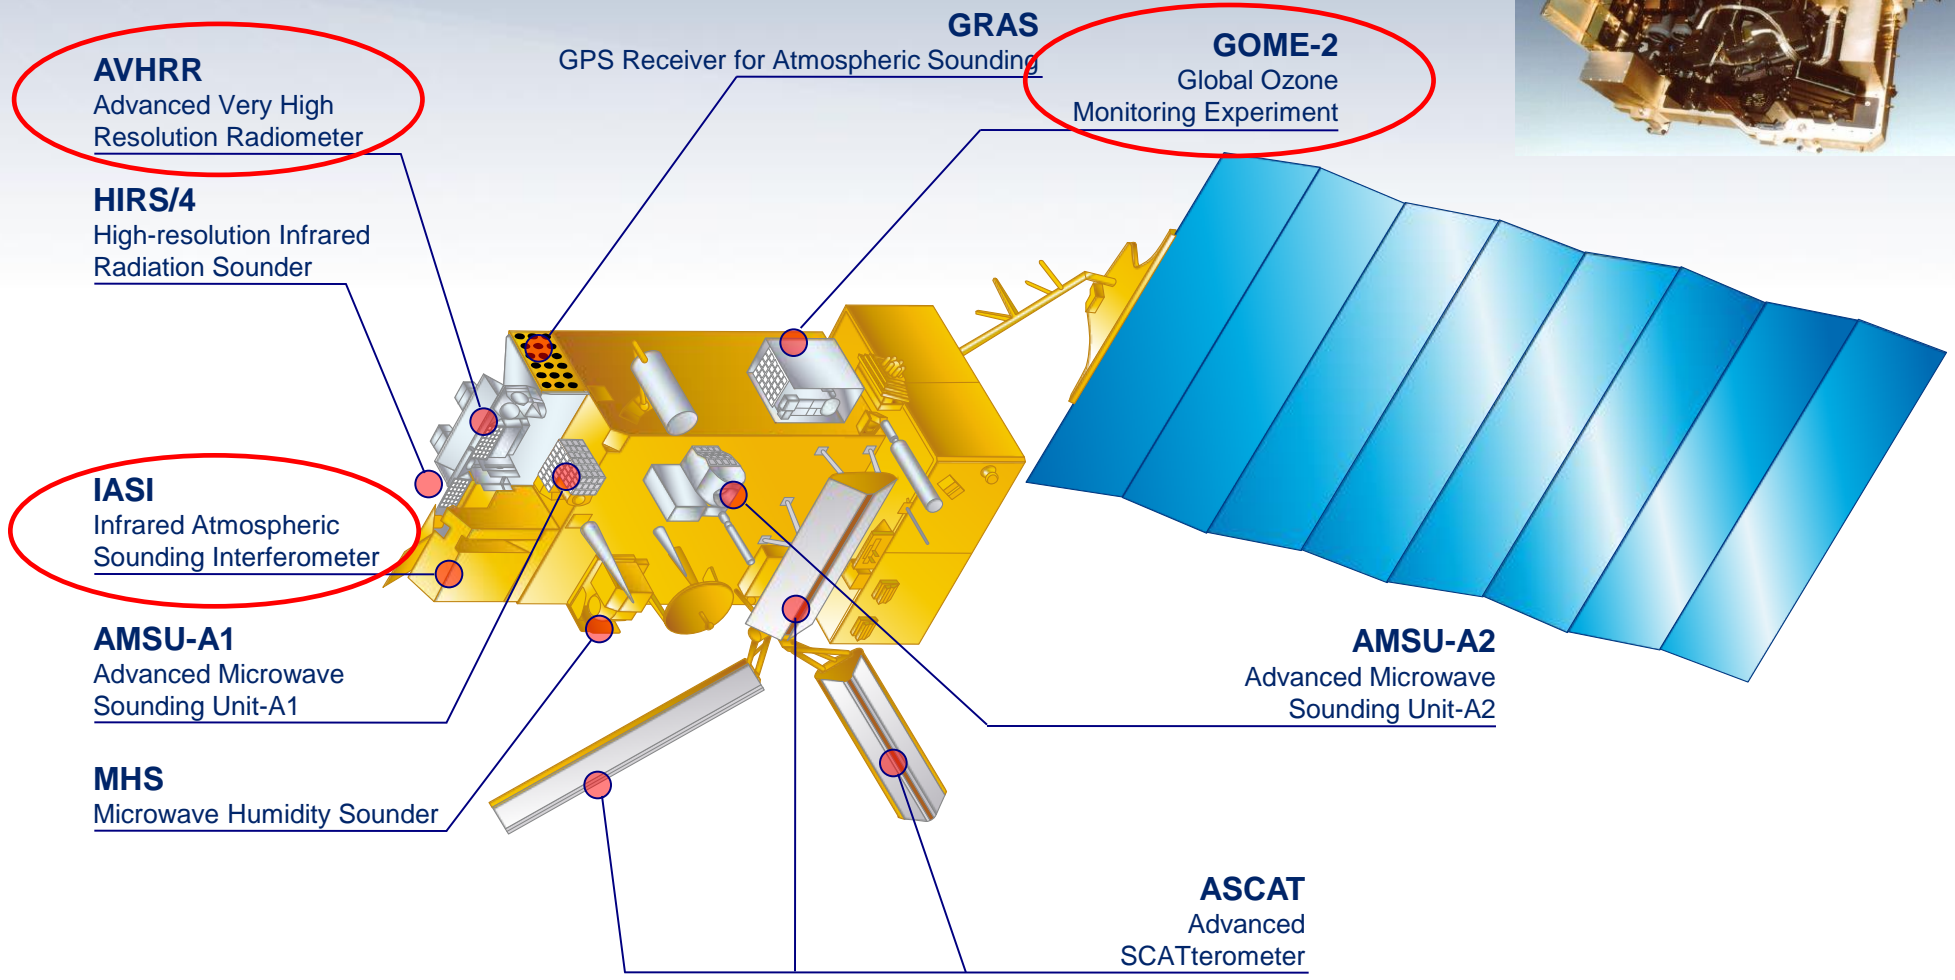 AVHRR
Advanced Very High
Resolution Radiometer
HIRS/4
High-resolution Infrared
Radiation Sounder
IASI
Infrared Atmospheric
Sounding Interferometer
AMSU-A1
Advanced Microwave
Sounding Unit-A1
MHS
Microwave Humidity Sounder
GRAS
GPS Receiver for Atmospheric Sounding
GOME-2
Global Ozone
Monitoring Experiment
AMSU-A2
Advanced Microwave
Sounding Unit-A2
ASCAT
Advanced
SCATterometer